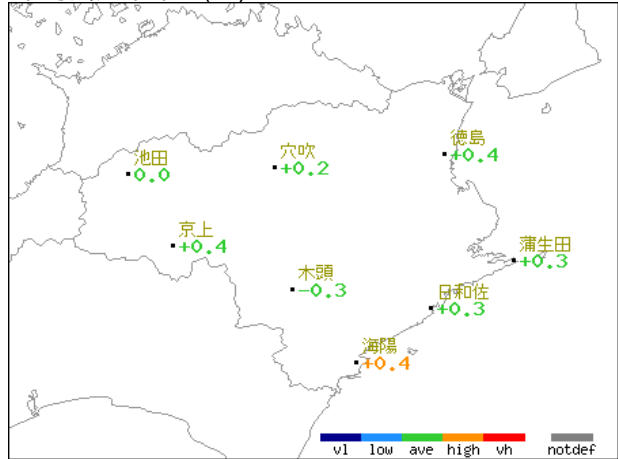 徳島
+0.4
穴吹
+0.2
池田
0.0
京上
+0.4
蒲生田
+0.3
木頭
-0.3
日和佐
+0.3
海陽
+0.4
vl low ave high vh notdef